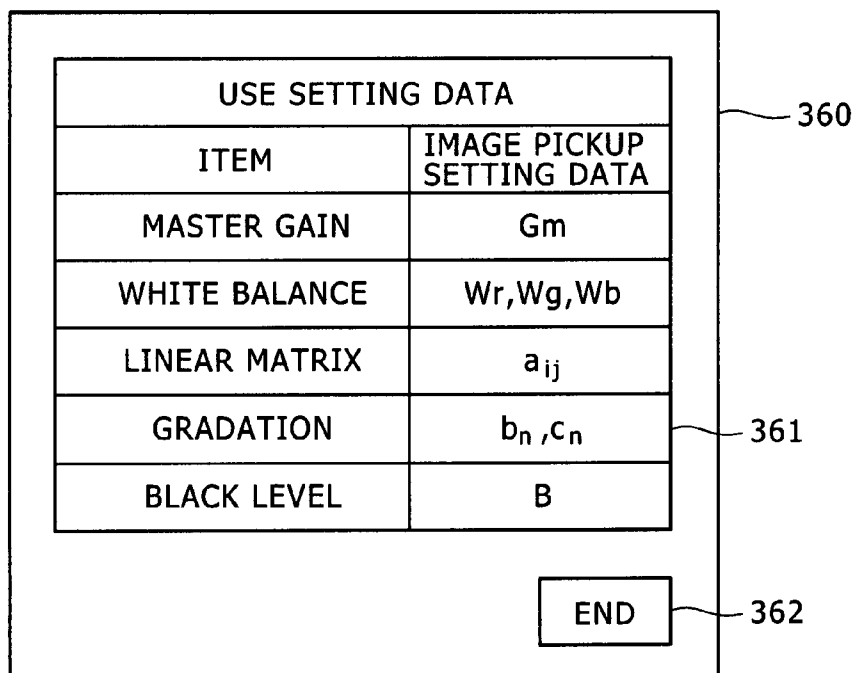 USE SETTING DATA
360
ITEM
IMAGE PICKUP
SETTING DATA
MASTER GAIN
Gm
WHITE BALANCE
Wr,Wg,Wb
LINEAR MATRIX
aij
GRADATION
bn ,cn
361
BLACK LEVEL
B
END
362